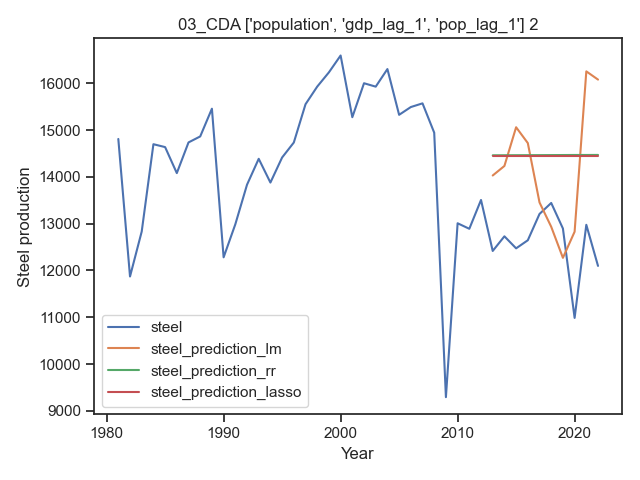 03_CDA ['population', 'gdp_lag_1', 'pop_lag_1'] 2
16000
15000
14000
13000
12000
11000
10000
9000
Steel production
steel
steel_prediction_lm
steel_prediction_rr
steel_prediction_lasso
1980
1990
2000
2010
2020
Year